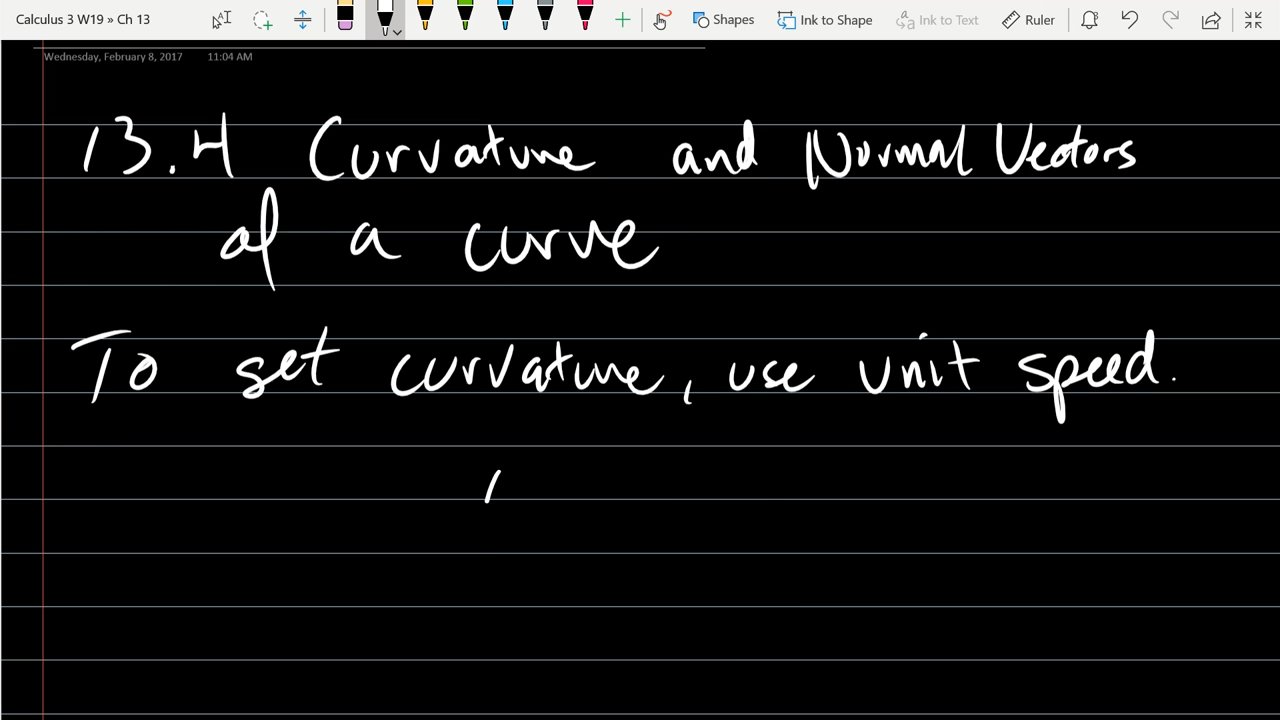 Calculus 3 W19 » Ch 13
Shapes
Ink to Shape
Ink to Text
Ruler
Wednesday, February 8, 2017 11:04 AM
13.4 Curvature and Normal Vectors
of a curve
To get curvature, use unit speed.